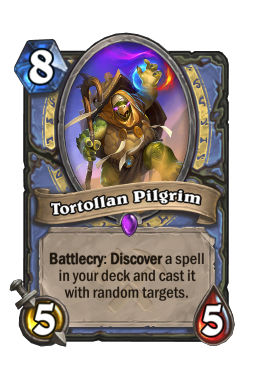 8
Tortollan Pilgrim
Battlecry: Discover a spell
in your deck and cast it
with random targets.
5 5